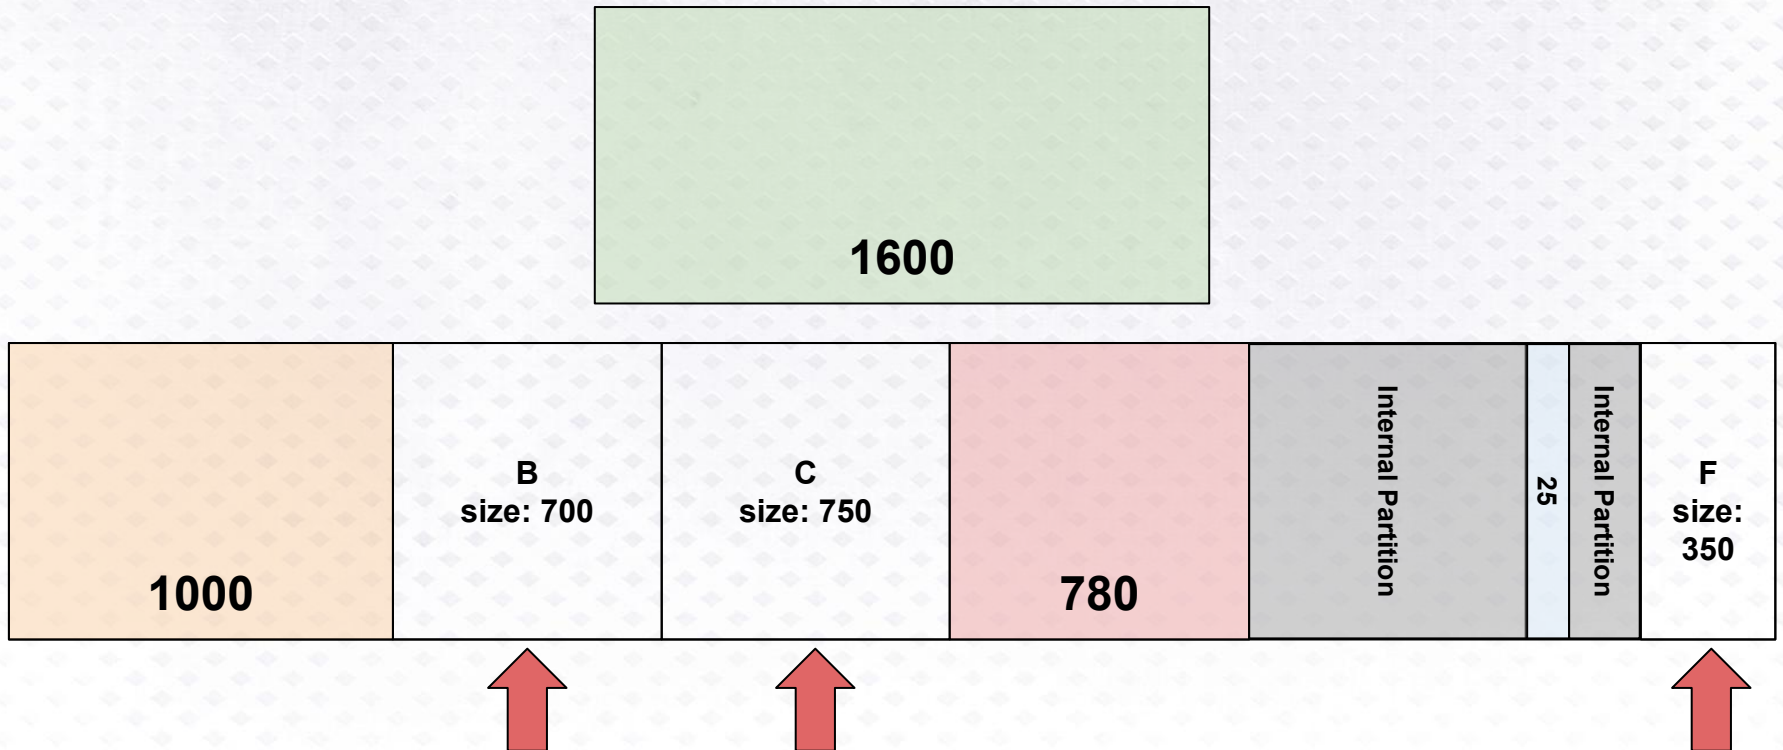 1600
1000
B
size: 700
C
size: 750
780
Internal Partition
25
Internal Partition
F
size:
350